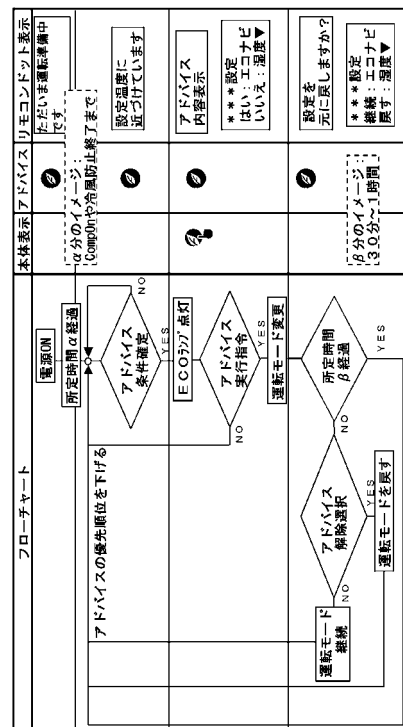 フローチャート
本体表示
アドバイス
リモコンドット表示
電源ON
ただいま運転準備中
です
所定時間α経過
α分のイメージ:
CompONや冷風防止終了まで
アドバイス
条件確定
NO
YES
設定温度に
近づけています
アドバイスの優先順位を下げる
ECOランプ点灯
アドバイス
実行指令
NO
YES
アドバイス
内容表示
***設定
はい:エコナビ
いいえ:湿度▼
運転モード変更
所定時間
β経過
NO
YES
設定を
元に戻しますか?
***設定
継続:エコナビ
戻す:湿度▼
β分のイメージ:
30分~1時間
アドバイス
解除選択
NO
YES
運転モード
継続
運転モードを戻す